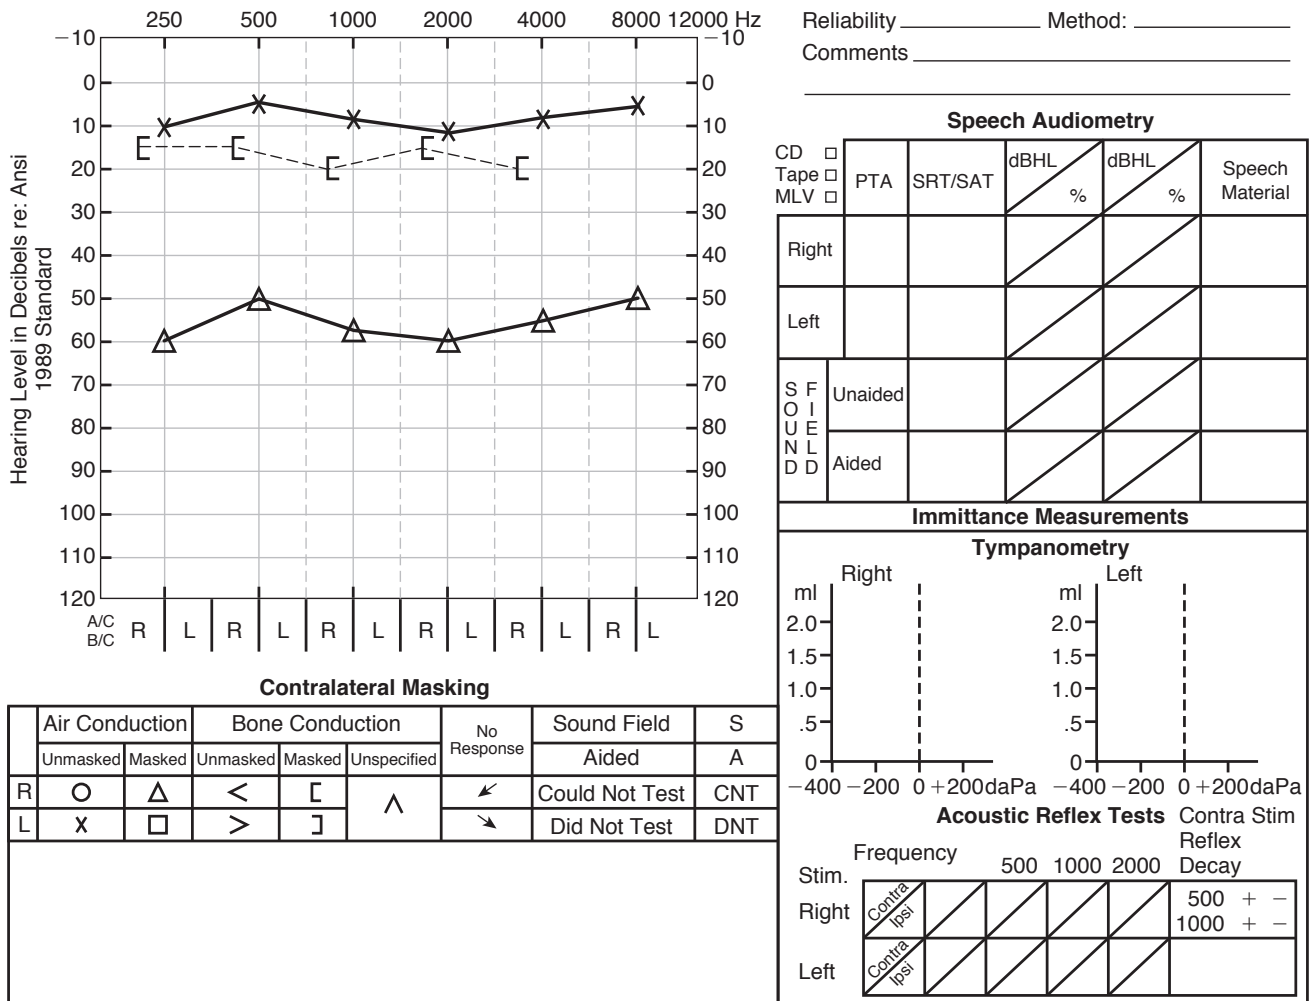 250 500 1000 2000 4000 8000 12000 Hz
−10 −10
0 0
10 10
20 20
30 30
40 40
50 50
60 60
70 70
80 80
90 90
100 100
110 110
120 120
Hearing Level in Decibels re: Ansi
1989 Standard
A/C
B/C
R L R L R L R L R L R L
Contralateral Masking
Air Conduction Bone Conduction No Response Sound Field S
Unmasked Masked Unmasked Masked Unspecified Aided A
R O △ < [ ^ ↙ Could Not Test CNT
L X □ > ] ↘ Did Not Test DNT
Reliability Method:
Comments
Speech Audiometry
CD □
Tape □
MLV □
PTA SRT/SAT dBHL % dBHL % Speech
Material
Right
Left
SOUND FIELD
Unaided
Aided
Immittance Measurements
Tympanometry
Right Left
ml ml
2.0 2.0
1.5 1.5
1.0 1.0
.5 .5
0 0
−400 −200 0 +200daPa −400 −200 0 +200daPa
Acoustic Reflex Tests Contra Stim
Reflex
Decay
Frequency 500 1000 2000
Stim.
Right Contra Ipsi 500 + −
1000 + −
Left Contra Ipsi